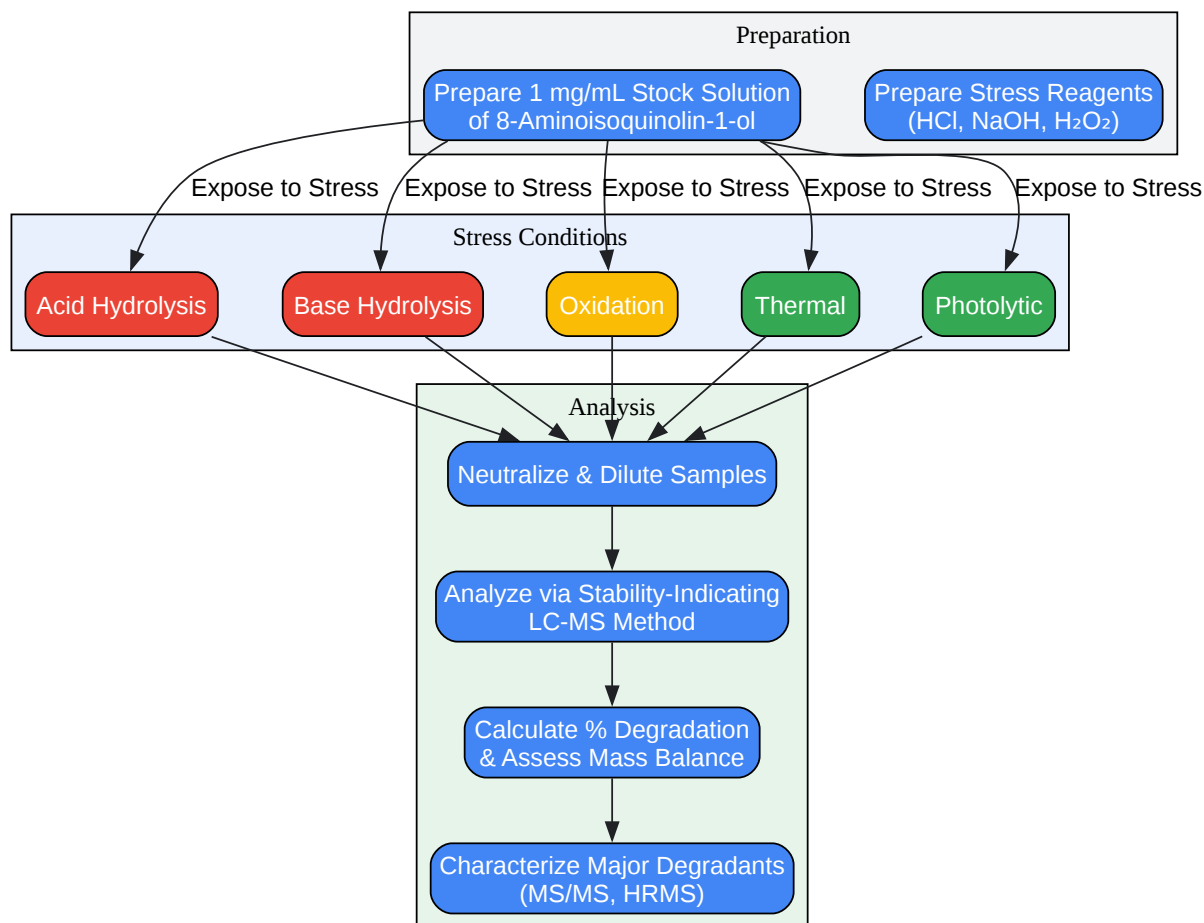 Preparation
Prepare 1 mg/mL Stock Solution
of 8-Aminoisoquinolin-1-ol
Prepare Stress Reagents
(HCl, NaOH, H₂O₂)
Expose to Stress
Expose to Stress
Expose to Stress
Expose to Stress
Expose to Stress
Stress Conditions
Acid Hydrolysis
Base Hydrolysis
Oxidation
Thermal
Photolytic
Analysis
Neutralize & Dilute Samples
Analyze via Stability-Indicating
LC-MS Method
Calculate % Degradation
& Assess Mass Balance
Characterize Major Degradants
(MS/MS, HRMS)